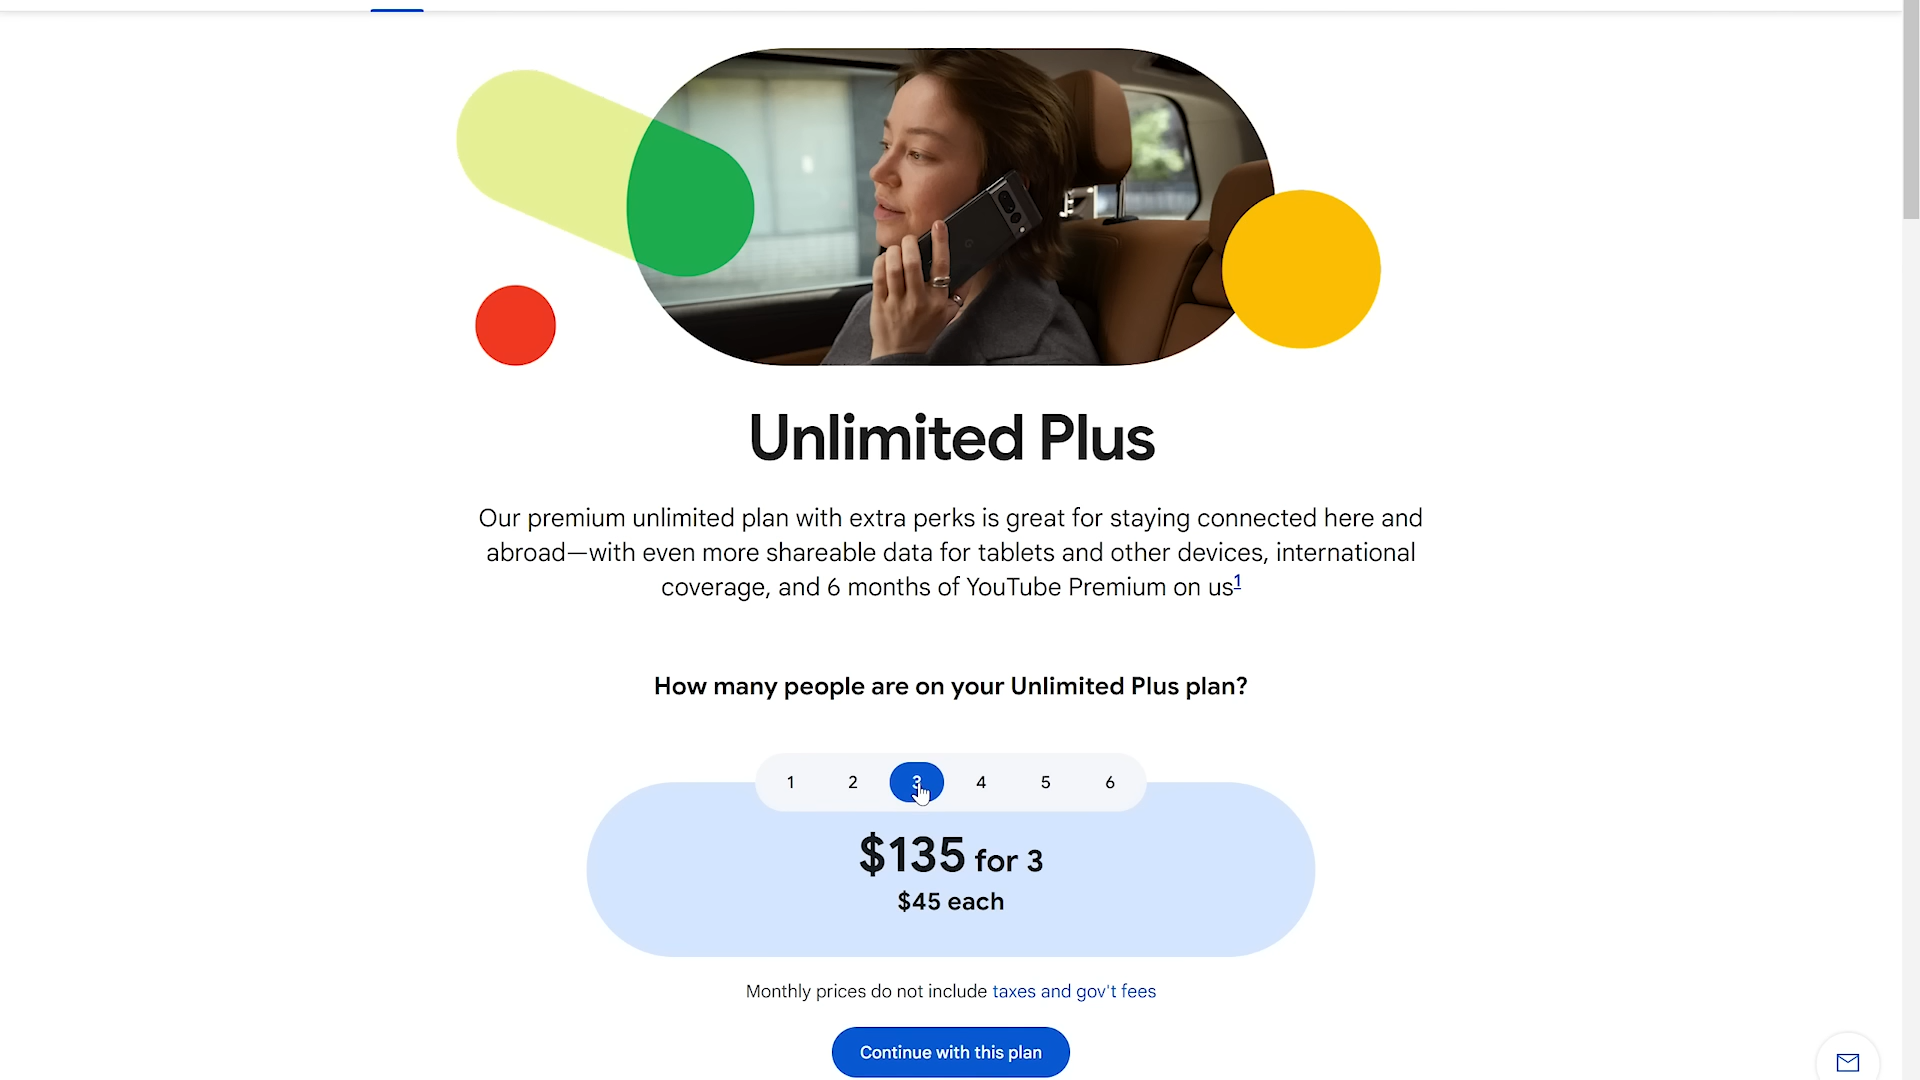 Unlimited Plus
Our premium unlimited plan with extra perks is great for staying connected here and
abroad—with even more shareable data for tablets and other devices, international
coverage, and 6 months of YouTube Premium on us1
How many people are on your Unlimited Plus plan?
1 2 3 4 5 6
$135 for 3
$45 each
Monthly prices do not include taxes and gov't fees
Continue with this plan